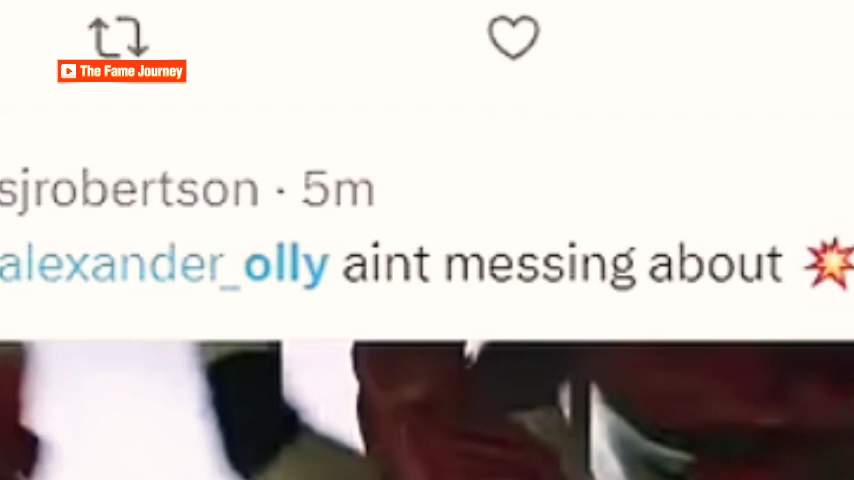 The Fame Journey
sjrobertson · 5m
alexander_olly aint messing about 💥